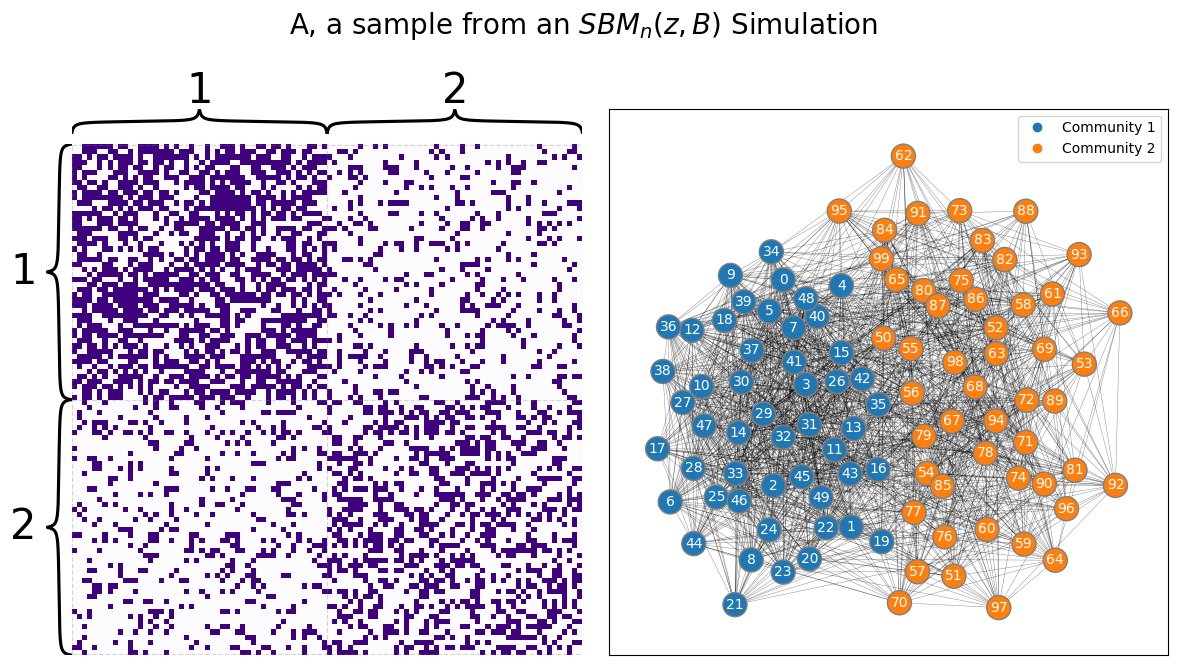 A, a sample from an SBMₙ(z, B) Simulation
1 2
1
2
Community 1
Community 2
62
95 91 73 88
84
83
34 99 82 93
9 0 65 75
4 80 61
39 48 86 58
5 87 66
18 40
36 12 7 52
50
37 15 55 63 69
41 98 53
38
10 30 3 26 42 68
56
27 35 72 89
29
47 31 67 94
14 32 13 79
71
17 11 78
28 33 45 43 16 54 74 81
2 85 90 92
6 25 46 49
96
77
24 22 1 60
44 19 76 59
8 20 64
23 57 51
21 70 97